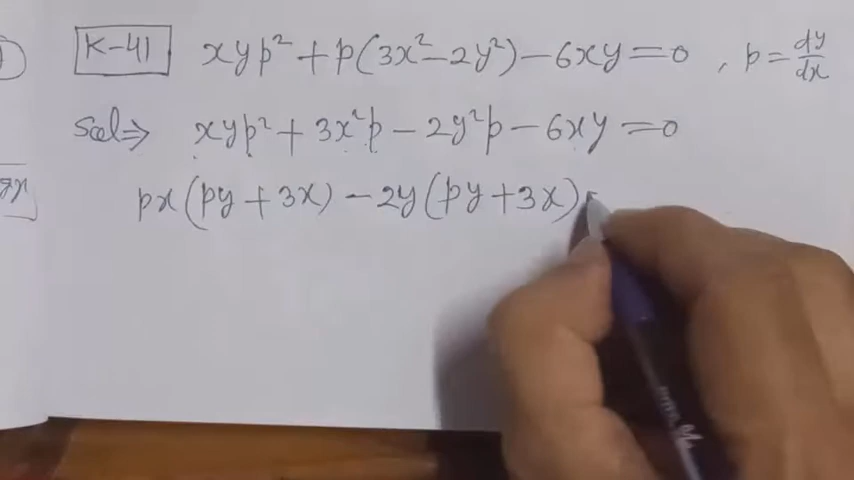 K-41 xyp² + p(3x² - 2y²) - 6xy = 0 , p = dy/dx
Sol ⇒ xyp² + 3x²p - 2y²p - 6xy = 0
px(py + 3x) - 2y(py + 3x)